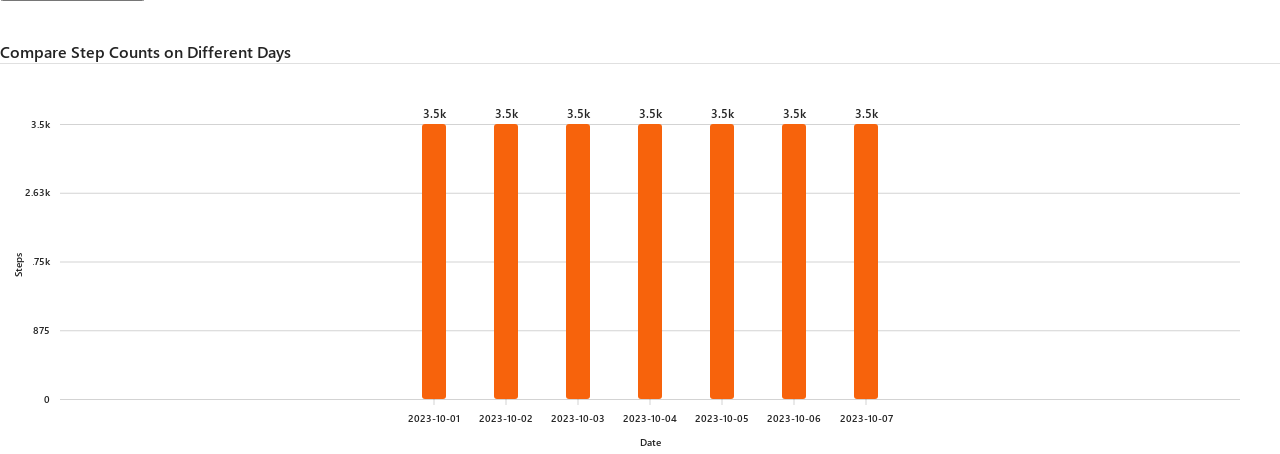 Compare Step Counts on Different Days
3.5k 3.5k 3.5k 3.5k 3.5k 3.5k 3.5k
3.5k
2.63k
.75k
875
0
Steps
2023-10-01 2023-10-02 2023-10-03 2023-10-04 2023-10-05 2023-10-06 2023-10-07
Date